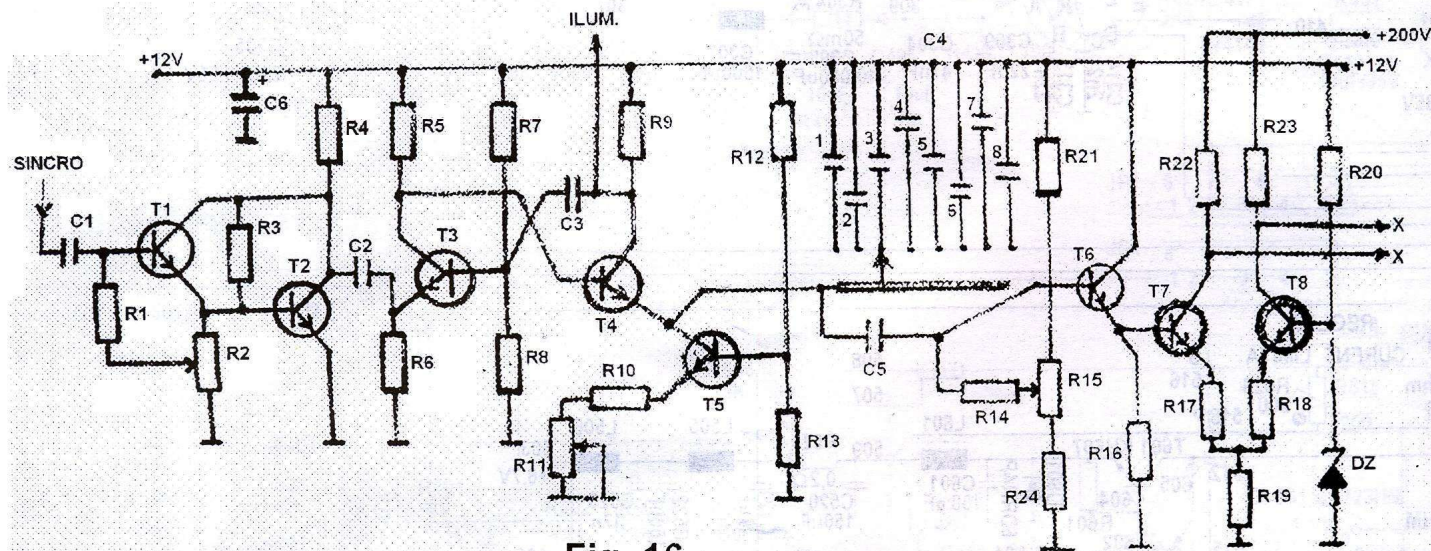 ILUM.
C4
+200V
+12V
+12V
C6
R4
R5
R7
R9
R12
1
2
3
4
5
5
7
8
R21
R22
R23
R20
SINCRO
C1
T1
R3
T2
C2
T3
C3
T4
T6
T7
T8
X
X
R1
R2
R6
R8
R10
T5
C5
R14
R15
R17
R18
R11
R13
R24
R16
R19
DZ
Fig. 16